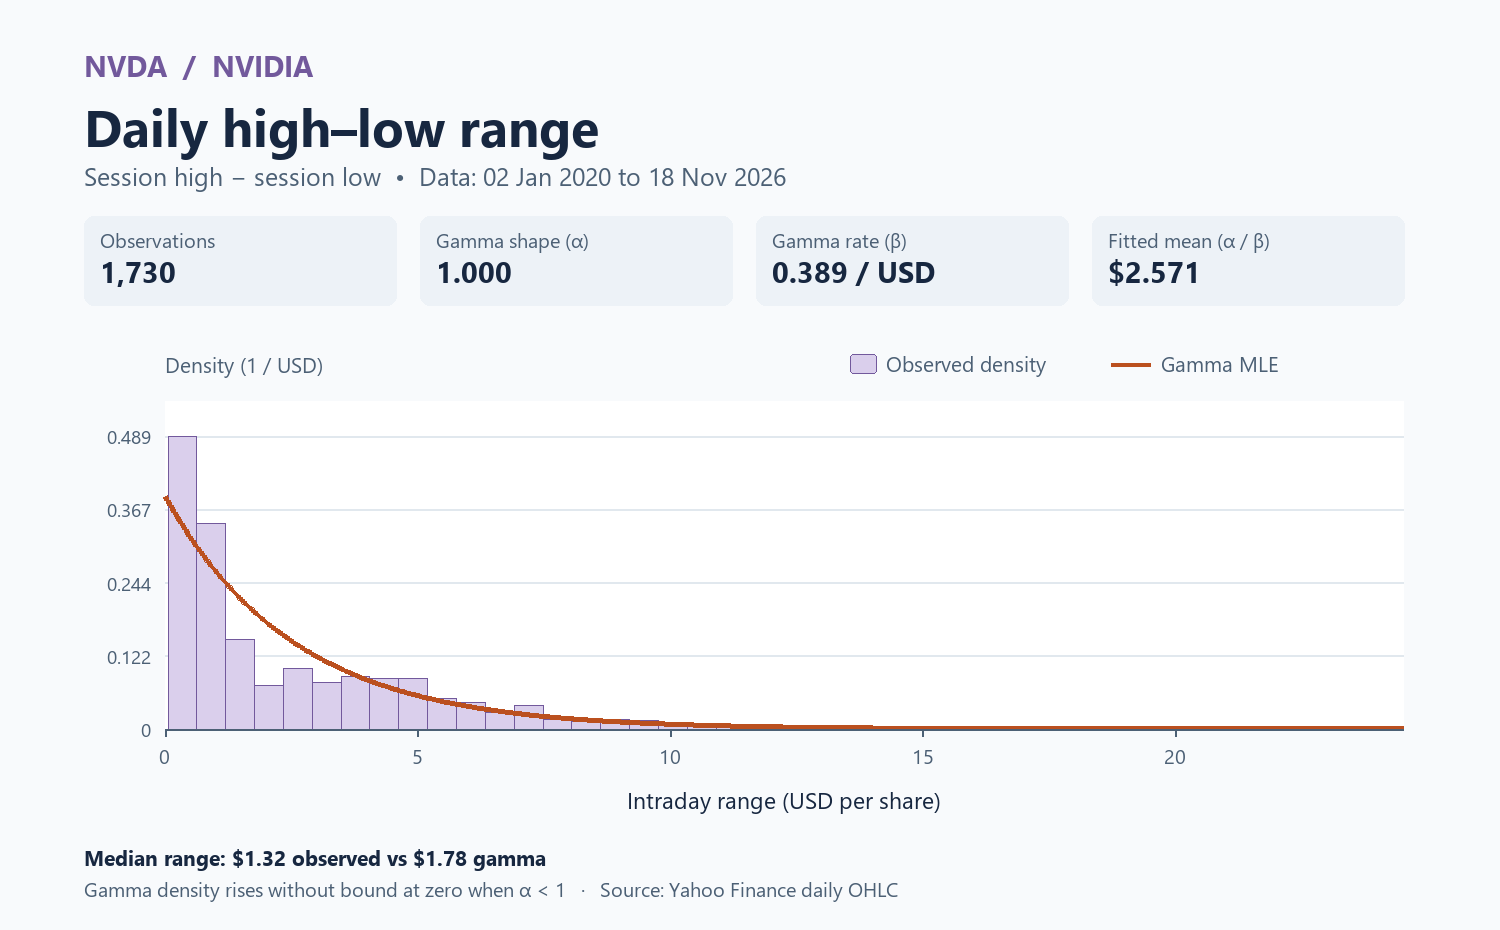 NVDA / NVIDIA
Daily high–low range
Session high − session low • Data: 02 Jan 2020 to 18 Nov 2026
Observations
1,730
Gamma shape (α)
1.000
Gamma rate (β)
0.389 / USD
Fitted mean (α / β)
$2.571
Density (1 / USD)
Observed density
Gamma MLE
0.489
0.367
0.244
0.122
0
0 5 10 15 20
Intraday range (USD per share)
Median range: $1.32 observed vs $1.78 gamma
Gamma density rises without bound at zero when α < 1 · Source: Yahoo Finance daily OHLC